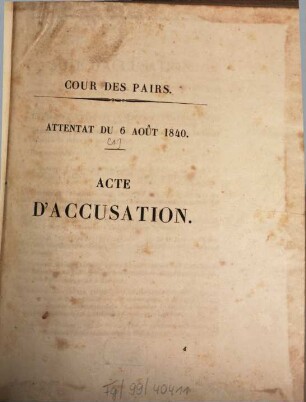 COUR DES PAIRS.
ATTENTAT DU 6 AOÛT 1840.
ACTE
D'ACCUSATION.